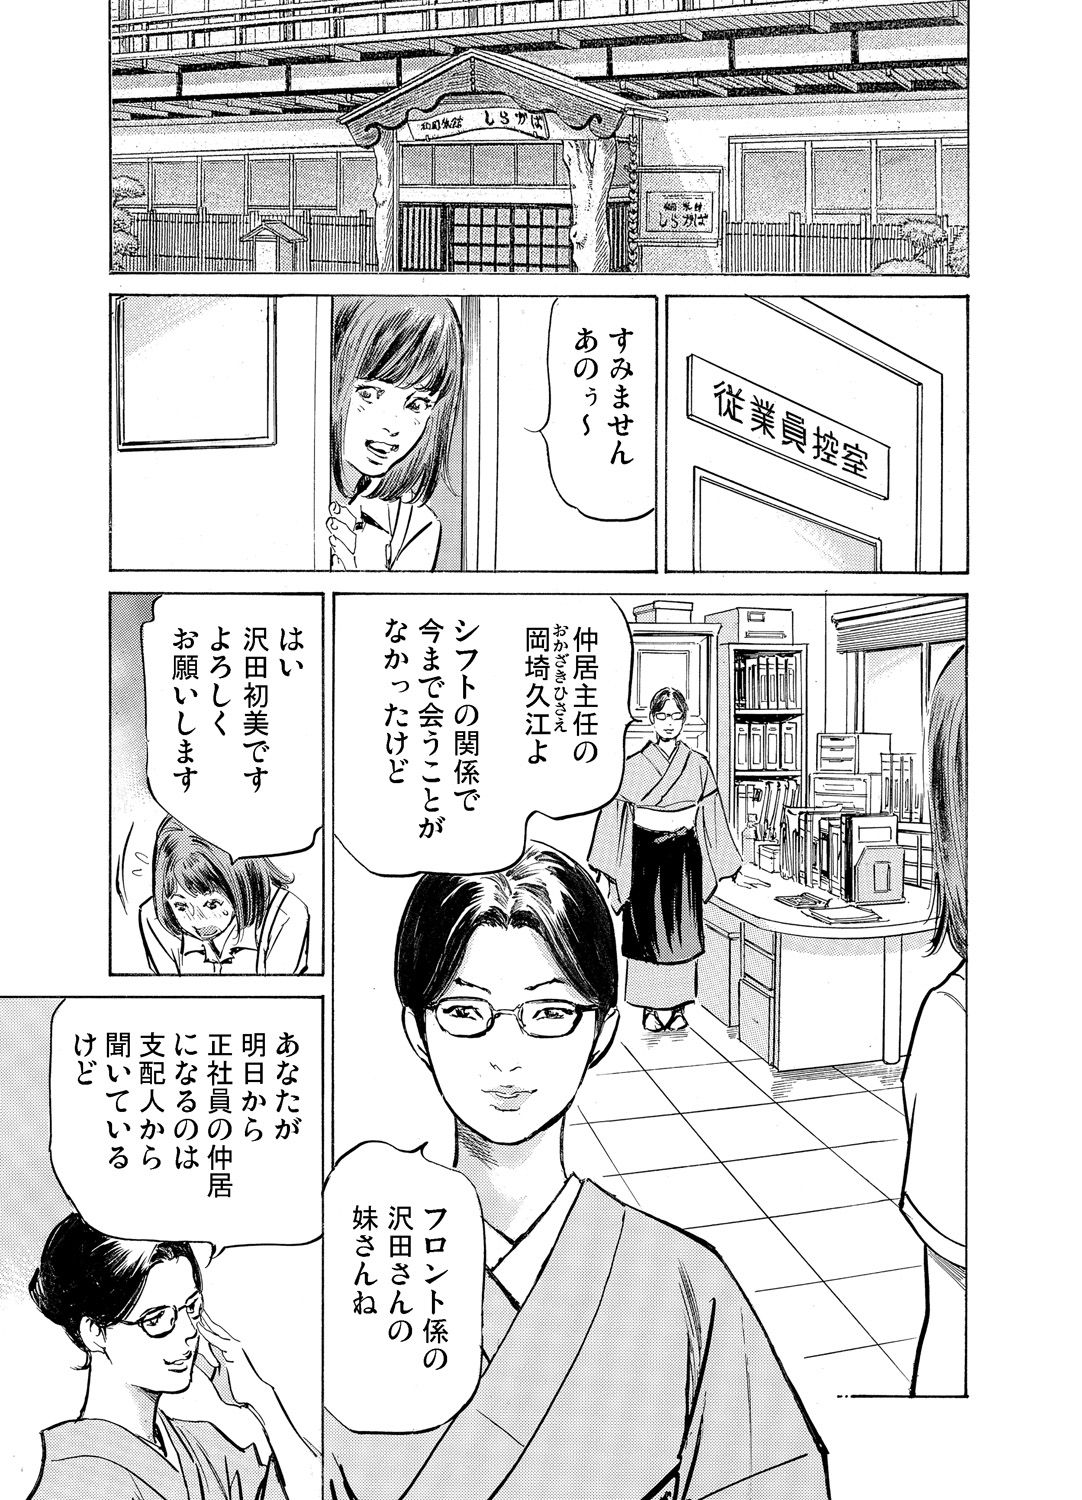 しらかば
しらかば
従業員控室
すみません
あのぅ～
仲居主任の
岡埼久江よ
おかざきひさえ
シフトの関係で
今まで会うことが
なかったけど
フロント係の
沢田さんの
妹さんね
はい
沢田初美です
よろしく
お願いします
あなたが
明日から
正社員の仲居
になるのは
支配人から
聞いている
けど